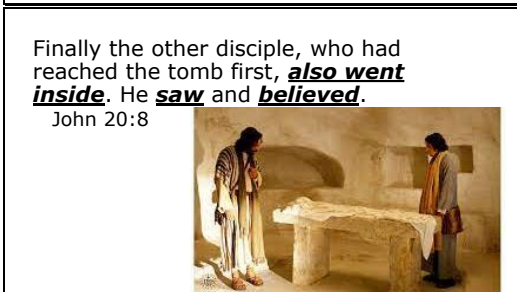 Finally the other disciple, who had
reached the tomb first, also went
inside. He saw and believed.
John 20:8